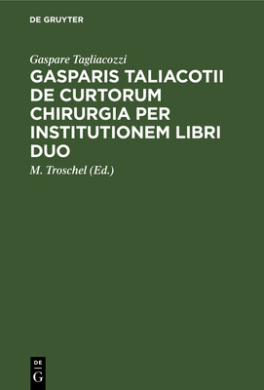 DE GRUYTER
Gaspare Tagliacozzi
GASPARIS TALIACOTII
DE CURTORUM
CHIRURGIA PER
INSTITUTIONEM LIBRI
DUO
M. Troschel (Ed.)
DE
G